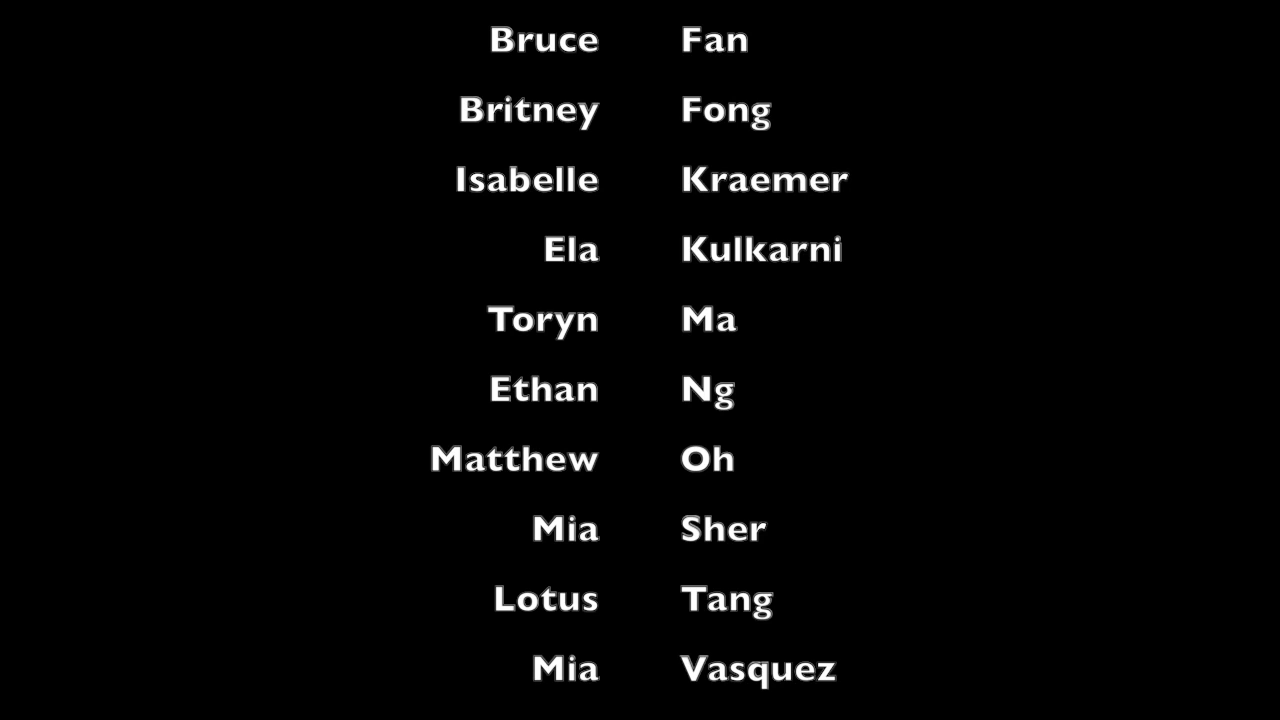 Bruce Fan
Britney Fong
Isabelle Kraemer
Ela Kulkarni
Toryn Ma
Ethan Ng
Matthew Oh
Mia Sher
Lotus Tang
Mia Vasquez